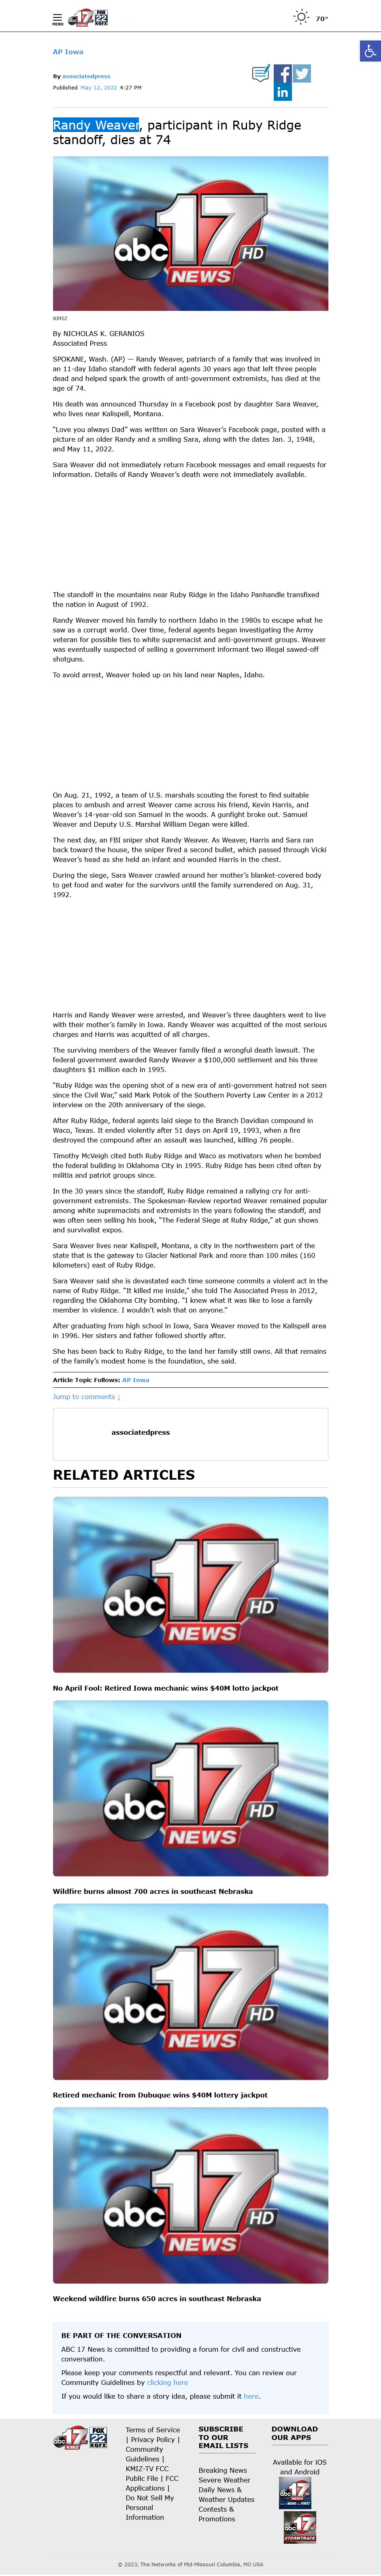 MENU
abc 17 NEWS KMIZ
FOX 22 KQFX
70°
AP Iowa
By associatedpress
Published May 12, 2022 4:27 PM
Randy Weaver, participant in Ruby Ridge
standoff, dies at 74
abc 17 NEWS HD
KMIZ
By NICHOLAS K. GERANIOS
Associated Press
SPOKANE, Wash. (AP) — Randy Weaver, patriarch of a family that was involved in
an 11-day Idaho standoff with federal agents 30 years ago that left three people
dead and helped spark the growth of anti-government extremists, has died at the
age of 74.
His death was announced Thursday in a Facebook post by daughter Sara Weaver,
who lives near Kalispell, Montana.
“Love you always Dad” was written on Sara Weaver’s Facebook page, posted with a
picture of an older Randy and a smiling Sara, along with the dates Jan. 3, 1948,
and May 11, 2022.
Sara Weaver did not immediately return Facebook messages and email requests for
information. Details of Randy Weaver’s death were not immediately available.
The standoff in the mountains near Ruby Ridge in the Idaho Panhandle transfixed
the nation in August of 1992.
Randy Weaver moved his family to northern Idaho in the 1980s to escape what he
saw as a corrupt world. Over time, federal agents began investigating the Army
veteran for possible ties to white supremacist and anti-government groups. Weaver
was eventually suspected of selling a government informant two illegal sawed-off
shotguns.
To avoid arrest, Weaver holed up on his land near Naples, Idaho.
On Aug. 21, 1992, a team of U.S. marshals scouting the forest to find suitable
places to ambush and arrest Weaver came across his friend, Kevin Harris, and
Weaver’s 14-year-old son Samuel in the woods. A gunfight broke out. Samuel
Weaver and Deputy U.S. Marshal William Degan were killed.
The next day, an FBI sniper shot Randy Weaver. As Weaver, Harris and Sara ran
back toward the house, the sniper fired a second bullet, which passed through Vicki
Weaver’s head as she held an infant and wounded Harris in the chest.
During the siege, Sara Weaver crawled around her mother’s blanket-covered body
to get food and water for the survivors until the family surrendered on Aug. 31,
1992.
Harris and Randy Weaver were arrested, and Weaver’s three daughters went to live
with their mother’s family in Iowa. Randy Weaver was acquitted of the most serious
charges and Harris was acquitted of all charges.
The surviving members of the Weaver family filed a wrongful death lawsuit. The
federal government awarded Randy Weaver a $100,000 settlement and his three
daughters $1 million each in 1995.
“Ruby Ridge was the opening shot of a new era of anti-government hatred not seen
since the Civil War,” said Mark Potok of the Southern Poverty Law Center in a 2012
interview on the 20th anniversary of the siege.
After Ruby Ridge, federal agents laid siege to the Branch Davidian compound in
Waco, Texas. It ended violently after 51 days on April 19, 1993, when a fire
destroyed the compound after an assault was launched, killing 76 people.
Timothy McVeigh cited both Ruby Ridge and Waco as motivators when he bombed
the federal building in Oklahoma City in 1995. Ruby Ridge has been cited often by
militia and patriot groups since.
In the 30 years since the standoff, Ruby Ridge remained a rallying cry for anti-
government extremists. The Spokesman-Review reported Weaver remained popular
among white supremacists and extremists in the years following the standoff, and
was often seen selling his book, “The Federal Siege at Ruby Ridge,” at gun shows
and survivalist expos.
Sara Weaver lives near Kalispell, Montana, a city in the northwestern part of the
state that is the gateway to Glacier National Park and more than 100 miles (160
kilometers) east of Ruby Ridge.
Sara Weaver said she is devastated each time someone commits a violent act in the
name of Ruby Ridge. “It killed me inside,” she told The Associated Press in 2012,
regarding the Oklahoma City bombing. “I knew what it was like to lose a family
member in violence. I wouldn’t wish that on anyone.”
After graduating from high school in Iowa, Sara Weaver moved to the Kalispell area
in 1996. Her sisters and father followed shortly after.
She has been back to Ruby Ridge, to the land her family still owns. All that remains
of the family’s modest home is the foundation, she said.
Article Topic Follows: AP Iowa
Jump to comments ↓
associatedpress
RELATED ARTICLES
abc 17 NEWS HD
No April Fool: Retired Iowa mechanic wins $40M lotto jackpot
abc 17 NEWS HD
Wildfire burns almost 700 acres in southeast Nebraska
abc 17 NEWS HD
Retired mechanic from Dubuque wins $40M lottery jackpot
abc 17 NEWS HD
Weekend wildfire burns 650 acres in southeast Nebraska
BE PART OF THE CONVERSATION
ABC 17 News is committed to providing a forum for civil and constructive
conversation.
Please keep your comments respectful and relevant. You can review our
Community Guidelines by clicking here
If you would like to share a story idea, please submit it here.
abc 17 NEWS KMIZ
FOX 22 KQFX
Terms of Service
| Privacy Policy |
Community
Guidelines |
KMIZ-TV FCC
Public File | FCC
Applications |
Do Not Sell My
Personal
Information
SUBSCRIBE
TO OUR
EMAIL LISTS
Breaking News
Severe Weather
Daily News &
Weather Updates
Contests &
Promotions
DOWNLOAD
OUR APPS
Available for iOS
and Android
abc 17
abc 17
STORMTRACK
© 2023, The Networks of Mid-Missouri Columbia, MO USA